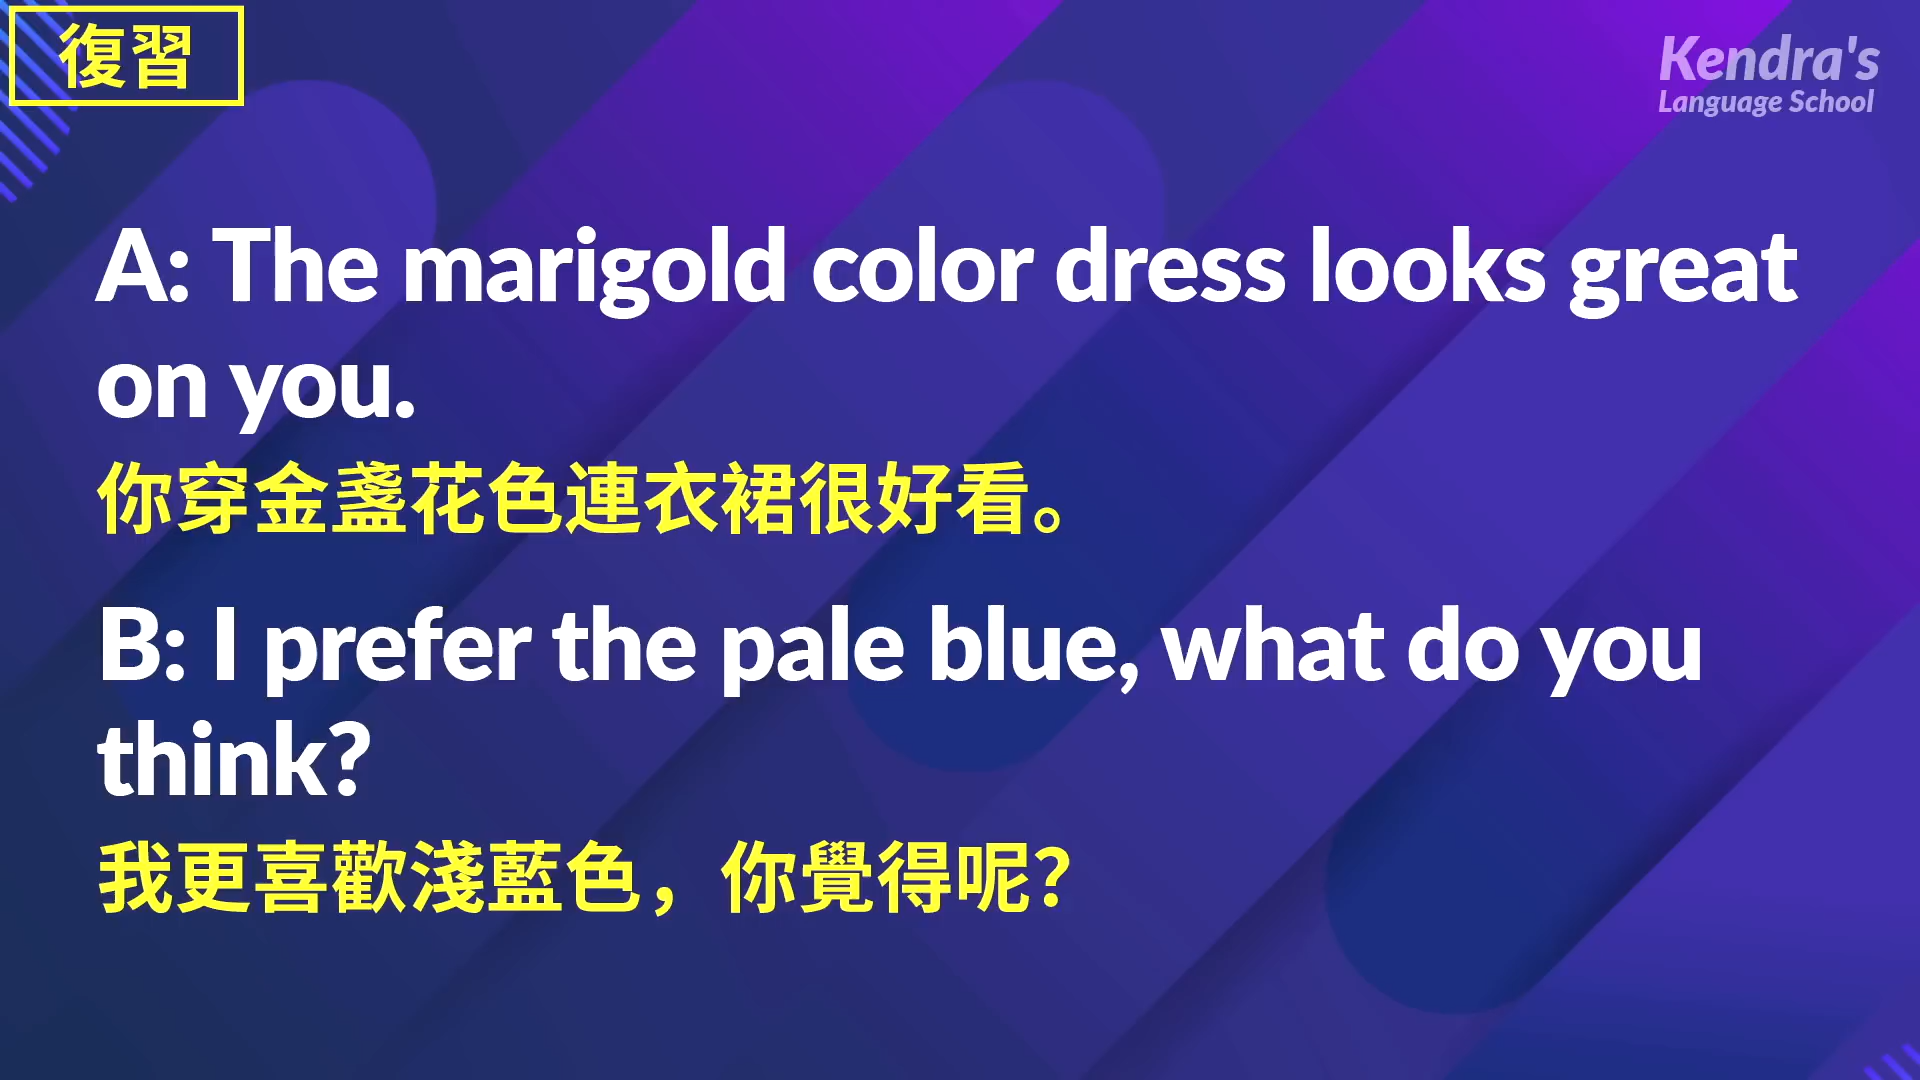 復習
Kendra's
Language School
A: The marigold color dress looks great
on you.
你穿金盞花色連衣裙很好看。
B: I prefer the pale blue, what do you
think?
我更喜歡淺藍色，你覺得呢？